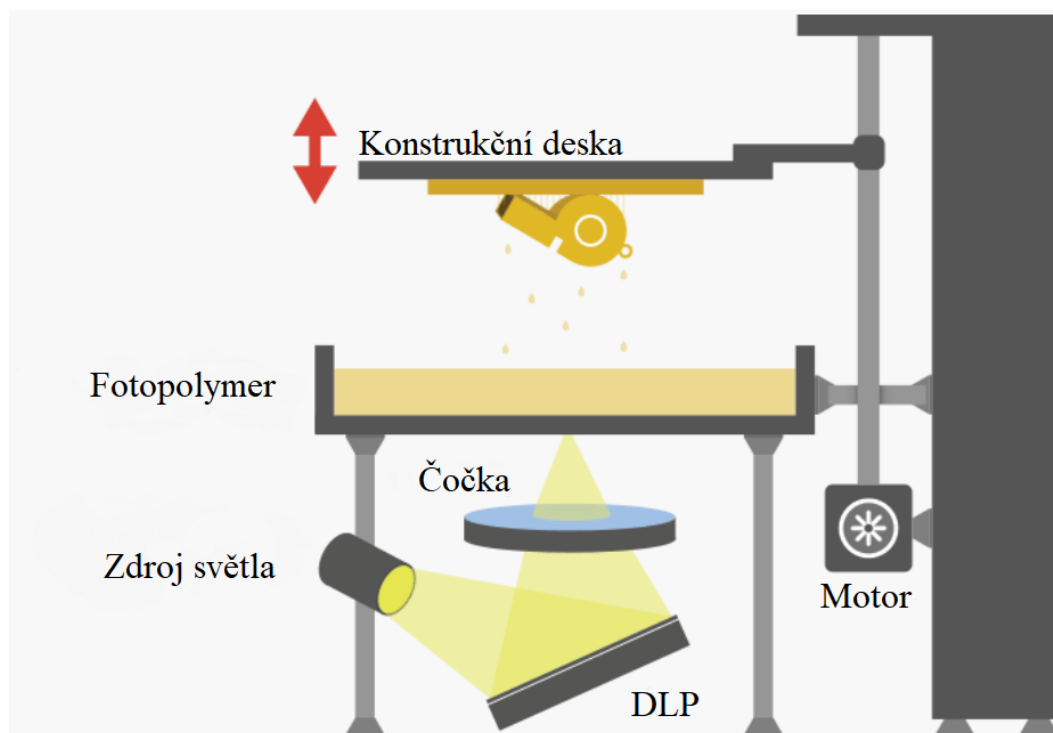 Konstrukční deska
Fotopolymer
Čočka
Zdroj světla
Motor
DLP